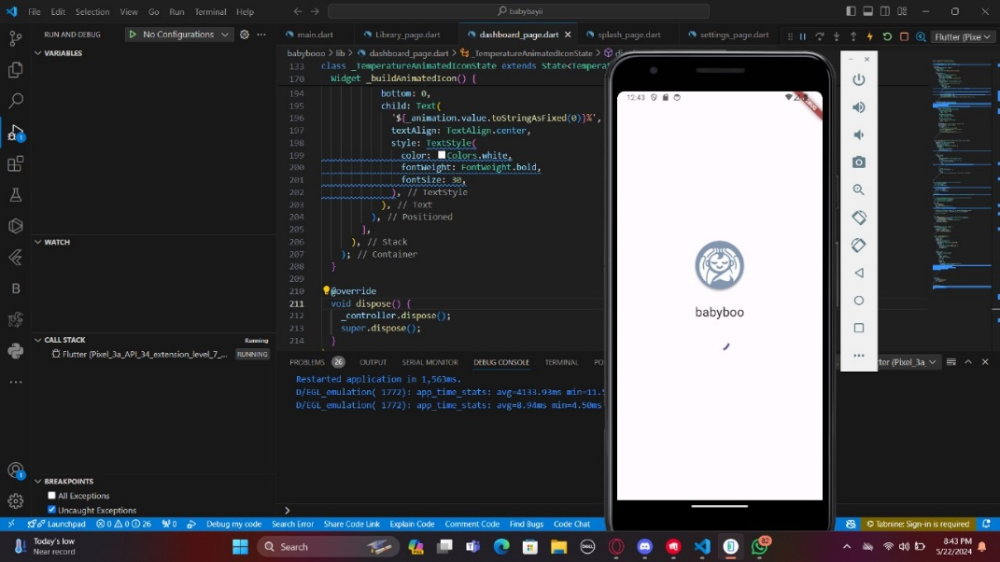 File Edit Selection View Go Run Terminal Help
babybayii
RUN AND DEBUG
No Configurations
main.dart
Library_page.dart
dashboard_page.dart
splash_page.dart
settings_page.dart
Flutter (Pixe
VARIABLES
babybooo > lib > dashboard_page.dart > _TemperatureAnimatedIconState >
133 class _TemperatureAnimatedIconState extends State<Temper
170 Widget _buildAnimatedIcon() {
194 bottom: 0,
195 child: Text(
196 '${_animation.value.toStringAsFixed(0)}%',
197 textAlign: TextAlign.center,
198 style: TextStyle(
199 color: Colors.white,
200 fontWeight: FontWeight.bold,
201 fontSize: 30,
202 ), // TextStyle
203 ), // Text
204 ), // Positioned
205 ],
206 ), // Stack
207 ); // Container
208 }
209
210 @override
211 void dispose() {
212 _controller.dispose();
213 super.dispose();
214 }
WATCH
CALL STACK
Running
Flutter (Pixel_3a_API_34_extension_level_7_...
RUNNING
PROBLEMS 26 OUTPUT SERIAL MONITOR DEBUG CONSOLE TERMINAL PO
Restarted application in 1,563ms.
D/EGL_emulation( 1772): app_time_stats: avg=4133.93ms min=11.5
D/EGL_emulation( 1772): app_time_stats: avg=8.94ms min=4.50ms
12:43
babyboo
BREAKPOINTS
All Exceptions
Uncaught Exceptions
Launchpad 0 0 26 0 Debug my code Search Error Share Code Link Explain Code Comment Code Find Bugs Code Chat
Tabnine: Sign-in is required
Today's low
Near record
Search
DELL
82
8:43 PM
5/22/2024